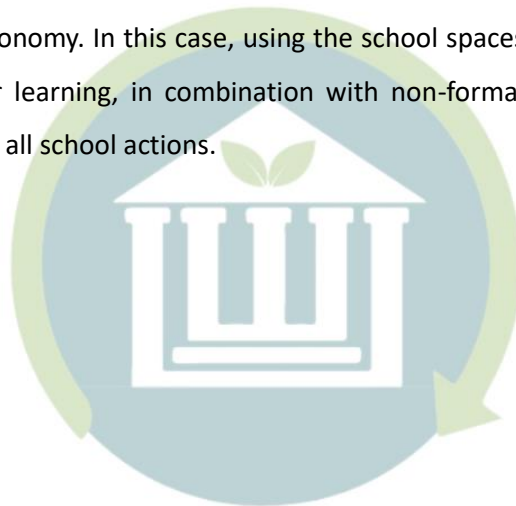 onomy. In this case, using the school spaces
learning, in combination with non-forma
all school actions.